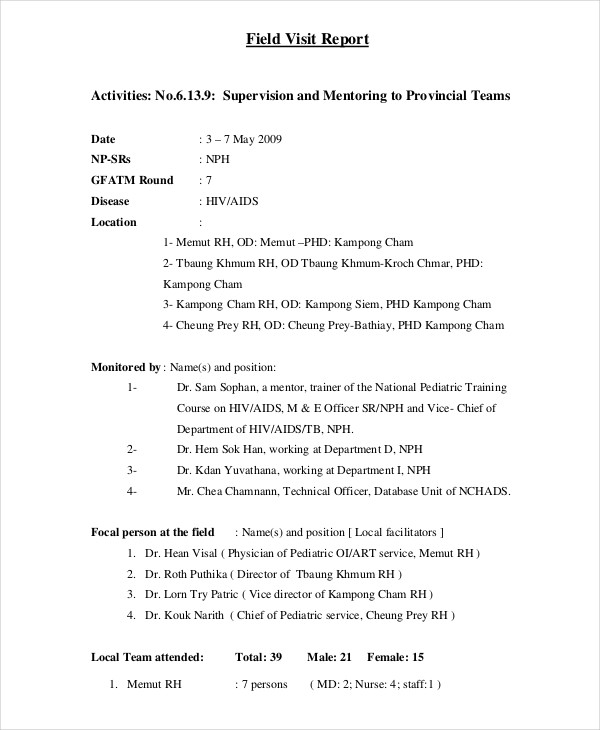 Field Visit Report
Activities: No.6.13.9: Supervision and Mentoring to Provincial Teams
Date : 3 – 7 May 2009
NP-SRs : NPH
GFATM Round : 7
Disease : HIV/AIDS
Location :
1- Memut RH, OD: Memut –PHD: Kampong Cham
2- Tbaung Khmum RH, OD Tbaung Khmum-Kroch Chmar, PHD:
Kampong Cham
3- Kampong Cham RH, OD: Kampong Siem, PHD Kampong Cham
4- Cheung Prey RH, OD: Cheung Prey-Bathiay, PHD Kampong Cham
Monitored by : Name(s) and position:
1- Dr. Sam Sophan, a mentor, trainer of the National Pediatric Training
Course on HIV/AIDS, M & E Officer SR/NPH and Vice- Chief of
Department of HIV/AIDS/TB, NPH.
2- Dr. Hem Sok Han, working at Department D, NPH
3- Dr. Kdan Yuvathana, working at Department I, NPH
4- Mr. Chea Chamnann, Technical Officer, Database Unit of NCHADS.
Focal person at the field : Name(s) and position [ Local facilitators ]
1. Dr. Hean Visal ( Physician of Pediatric OI/ART service, Memut RH )
2. Dr. Roth Puthika ( Director of Tbaung Khmum RH )
3. Dr. Lorn Try Patric ( Vice director of Kampong Cham RH )
4. Dr. Kouk Narith ( Chief of Pediatric service, Cheung Prey RH )
Local Team attended: Total: 39 Male: 21 Female: 15
1. Memut RH : 7 persons ( MD: 2; Nurse: 4; staff:1 )